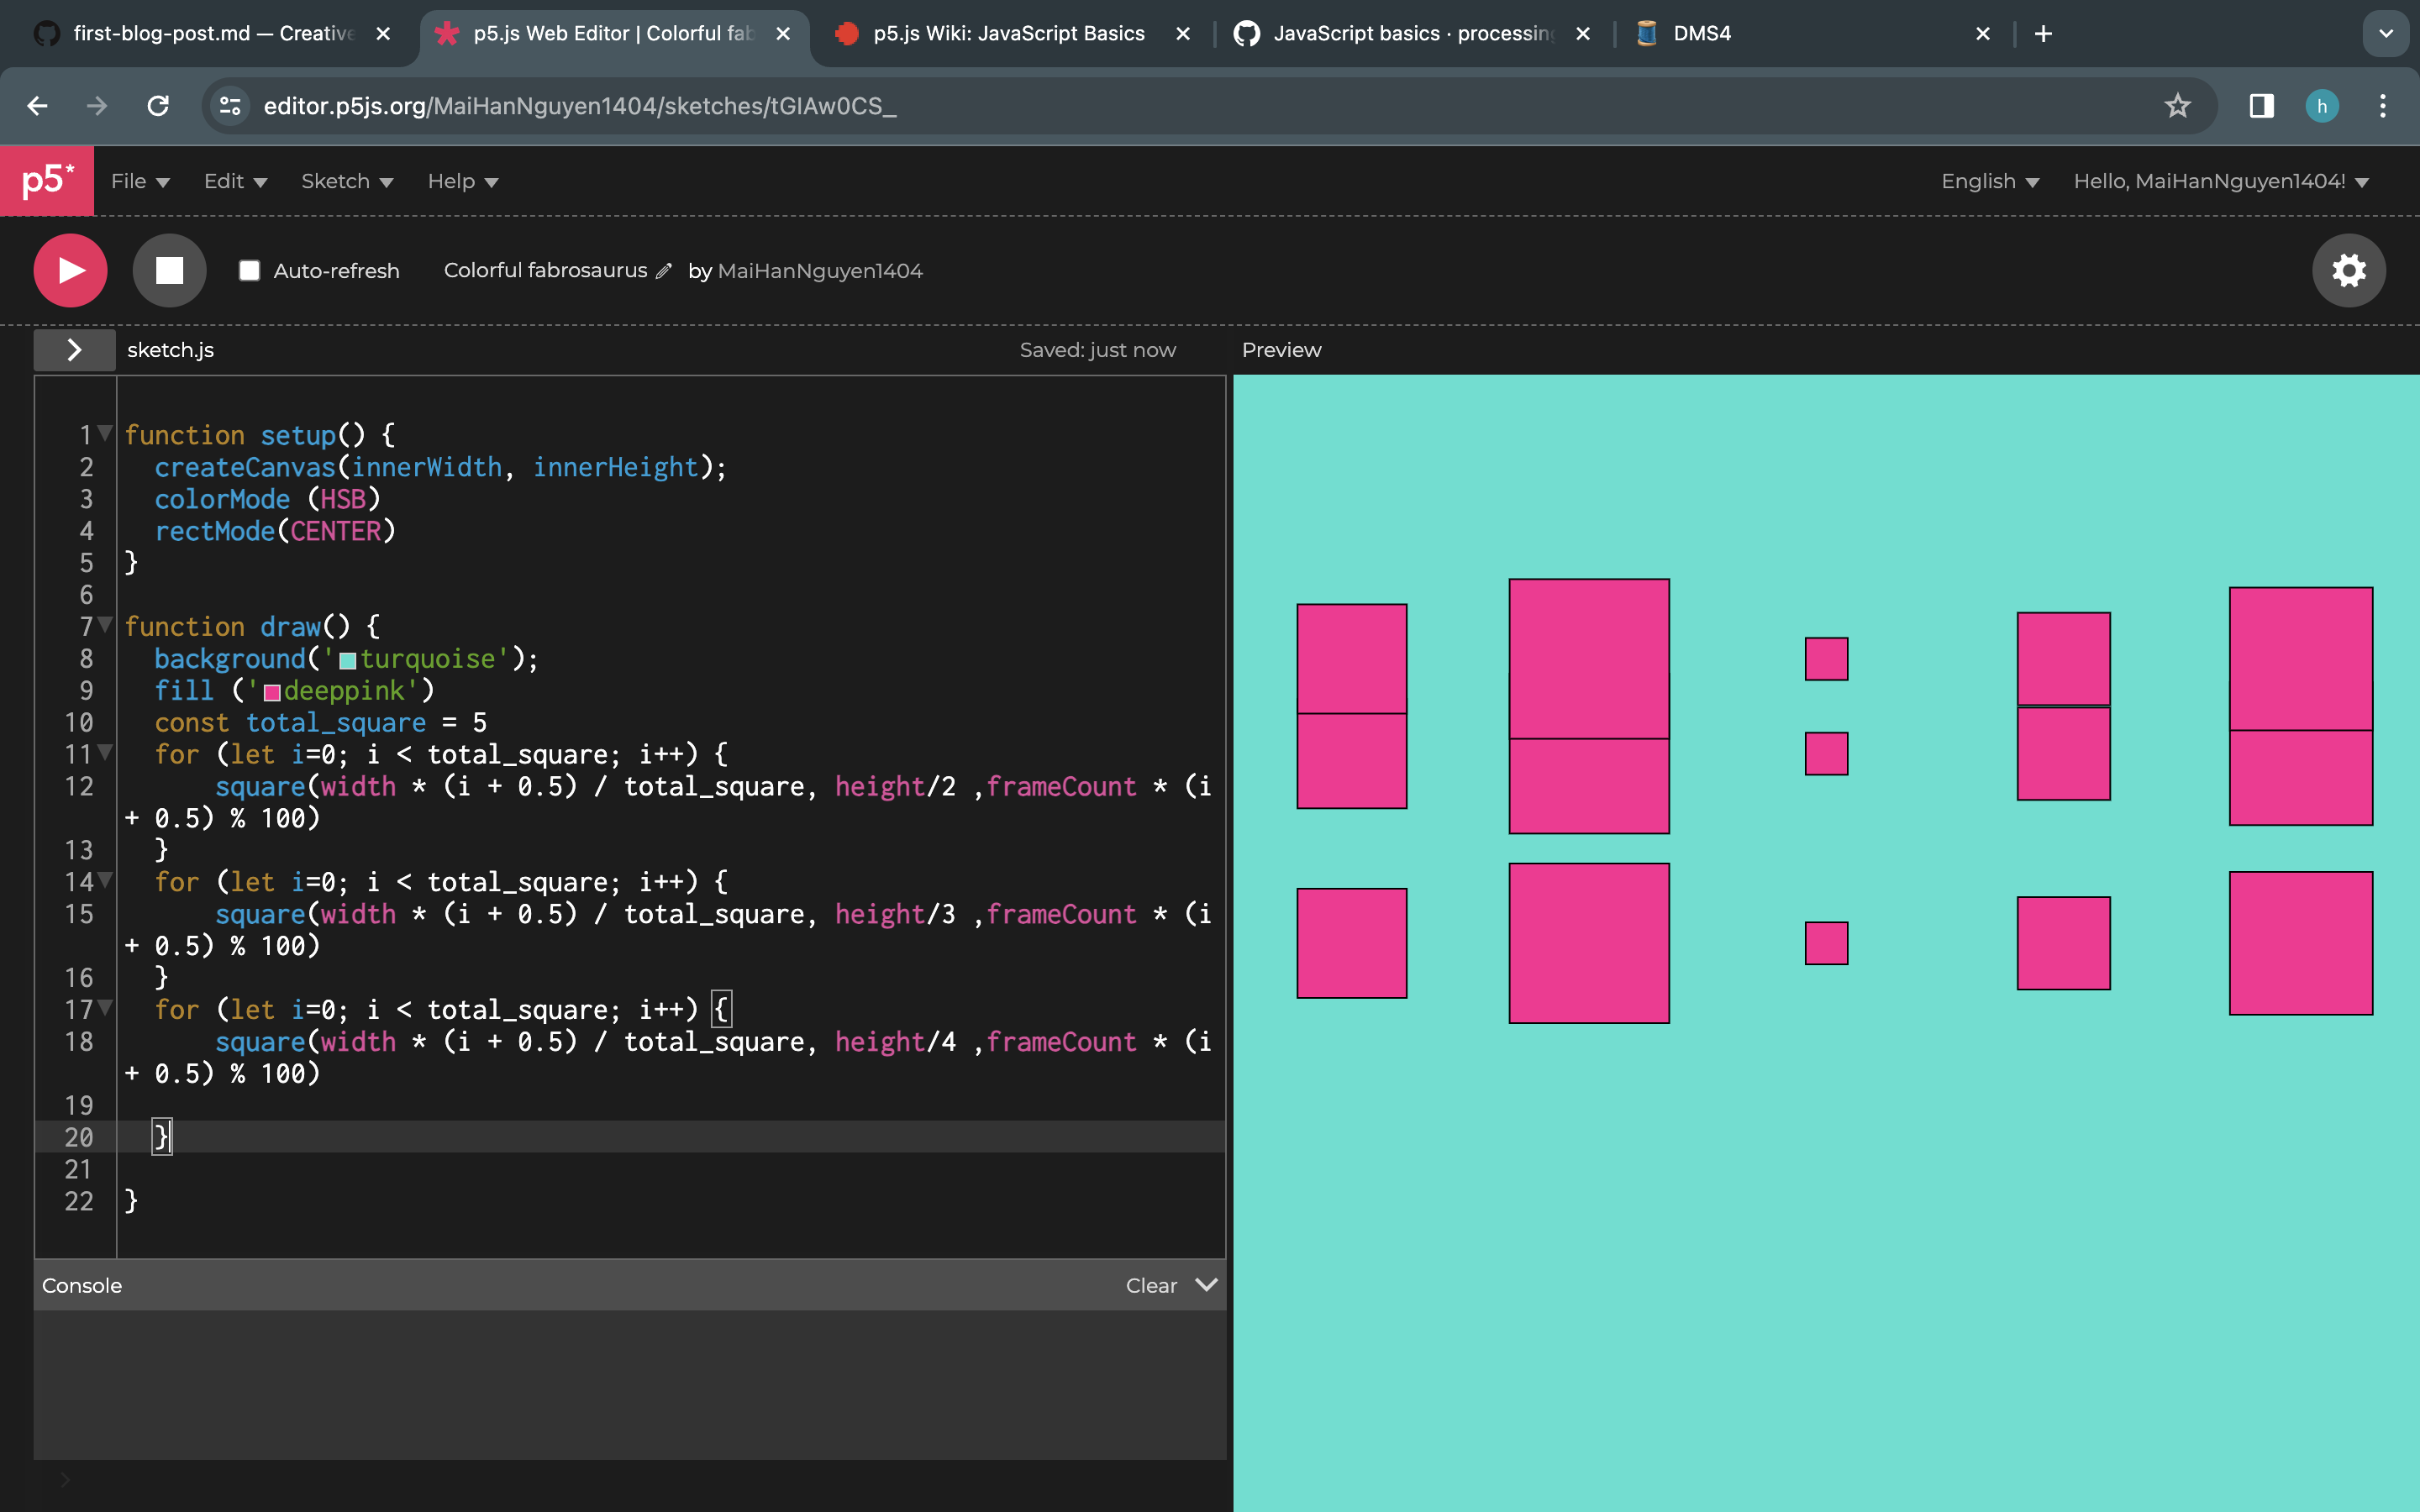 first-blog-post.md — Creative
p5.js Web Editor | Colorful fab
p5.js Wiki: JavaScript Basics
JavaScript basics · processing
DMS4
editor.p5js.org/MaiHanNguyen1404/sketches/tGIAw0CS_
h
p5*
File
Edit
Sketch
Help
English
Hello, MaiHanNguyen1404!
Auto-refresh
Colorful fabrosaurus
by MaiHanNguyen1404
sketch.js
Saved: just now
Preview
1 function setup() {
2 createCanvas(innerWidth, innerHeight);
3 colorMode (HSB)
4 rectMode(CENTER)
5 }
6
7 function draw() {
8 background('turquoise');
9 fill ('deeppink')
10 const total_square = 5
11 for (let i=0; i < total_square; i++) {
12 square(width * (i + 0.5) / total_square, height/2 ,frameCount * (i
+ 0.5) % 100)
13 }
14 for (let i=0; i < total_square; i++) {
15 square(width * (i + 0.5) / total_square, height/3 ,frameCount * (i
+ 0.5) % 100)
16 }
17 for (let i=0; i < total_square; i++) {
18 square(width * (i + 0.5) / total_square, height/4 ,frameCount * (i
+ 0.5) % 100)
19
20 }
21
22 }
Console
Clear